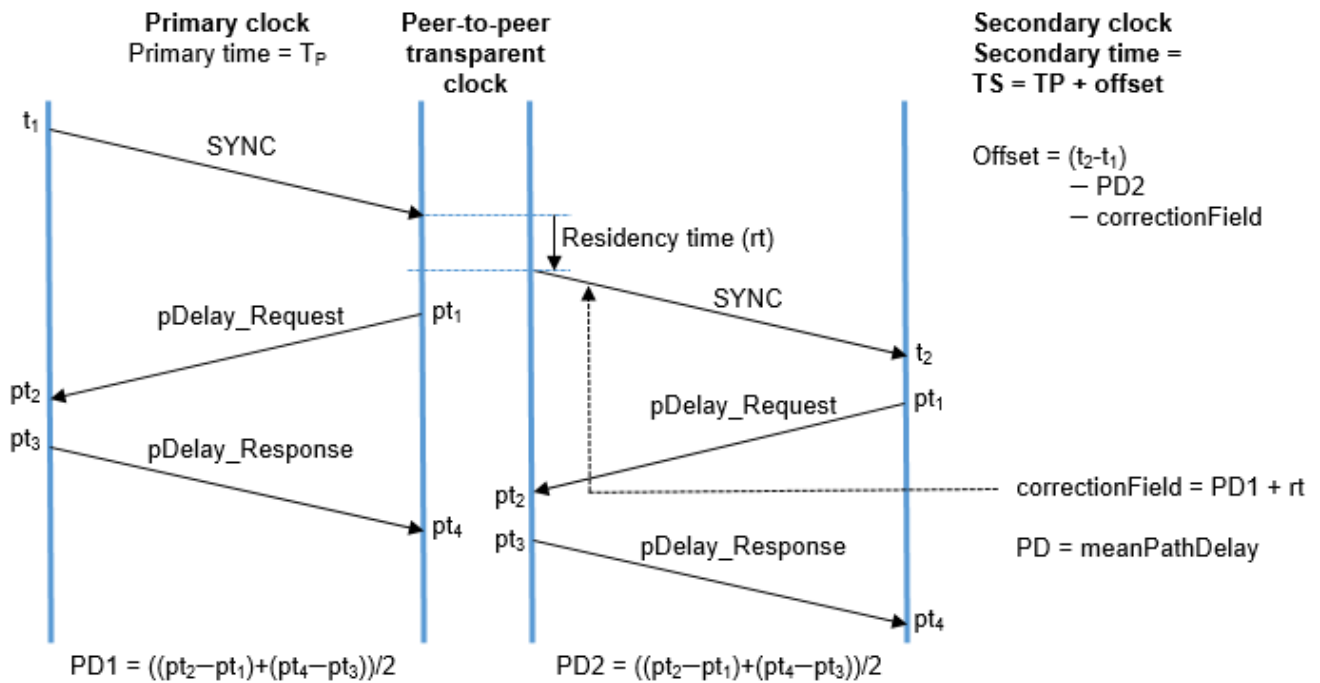 Primary clock
Primary time = Tₚ
Peer-to-peer
transparent
clock
Secondary clock
Secondary time =
TS = TP + offset
t₁
SYNC
Offset = (t₂-t₁)
— PD2
— correctionField
Residency time (rt)
SYNC
pDelay_Request
pt₁
t₂
pt₂
pDelay_Request
pt₁
pt₃
pDelay_Response
pt₂
correctionField = PD1 + rt
pt₄
pt₃
pDelay_Response
PD = meanPathDelay
pt₄
PD1 = ((pt₂—pt₁)+(pt₄—pt₃))/2
PD2 = ((pt₂—pt₁)+(pt₄—pt₃))/2